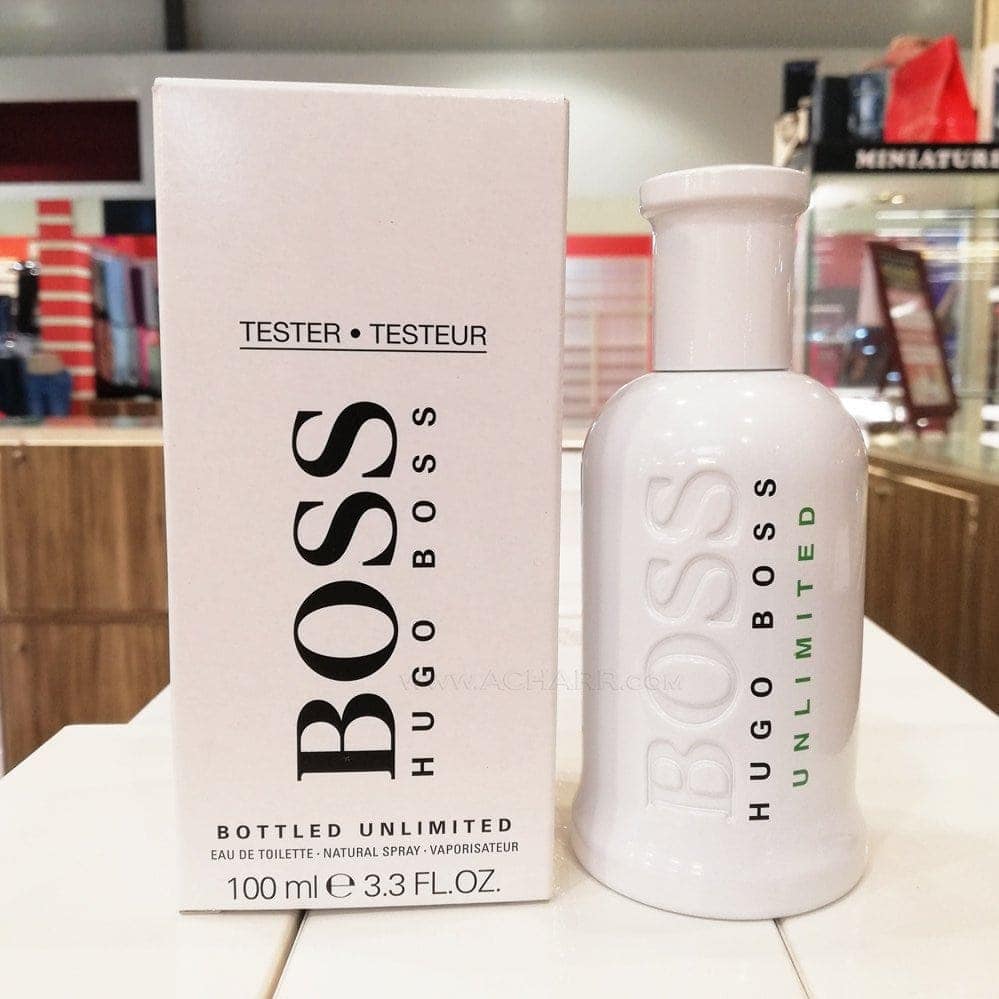 TESTER • TESTEUR
BOSS
HUGO BOSS
BOTTLED UNLIMITED
EAU DE TOILETTE · NATURAL SPRAY · VAPORISATEUR
100 ml ℮ 3.3 FL.OZ.
BOSS
HUGO BOSS
UNLIMITED
WWW.ACHARR.COM
MINIATURE